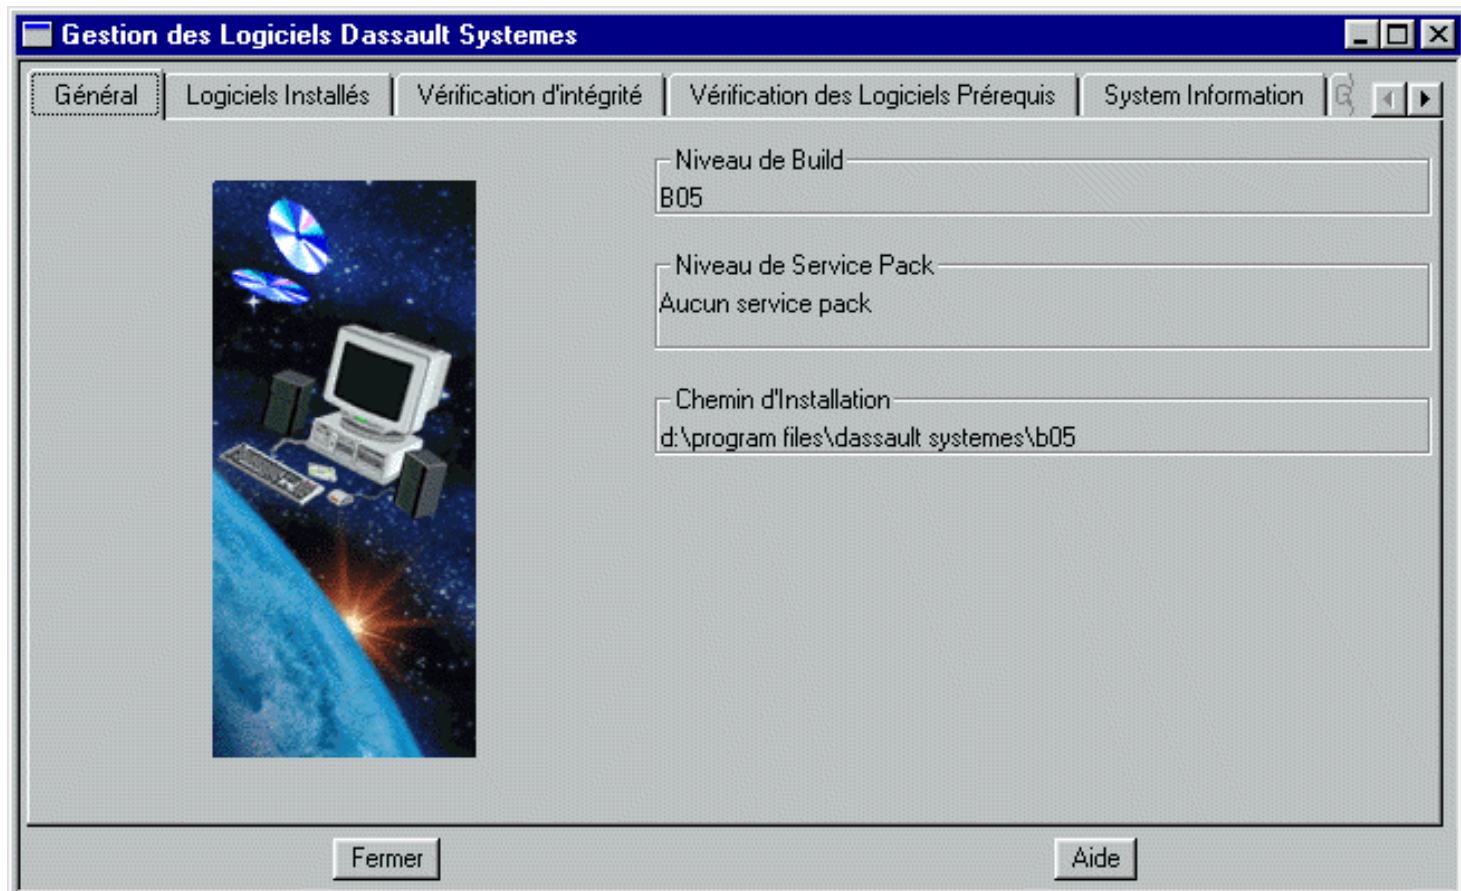 Gestion des Logiciels Dassault Systemes
Général Logiciels Installés Vérification d'intégrité Vérification des Logiciels Prérequis System Information
Niveau de Build
B05
Niveau de Service Pack
Aucun service pack
Chemin d'Installation
d:\program files\dassault systemes\b05
Fermer Aide